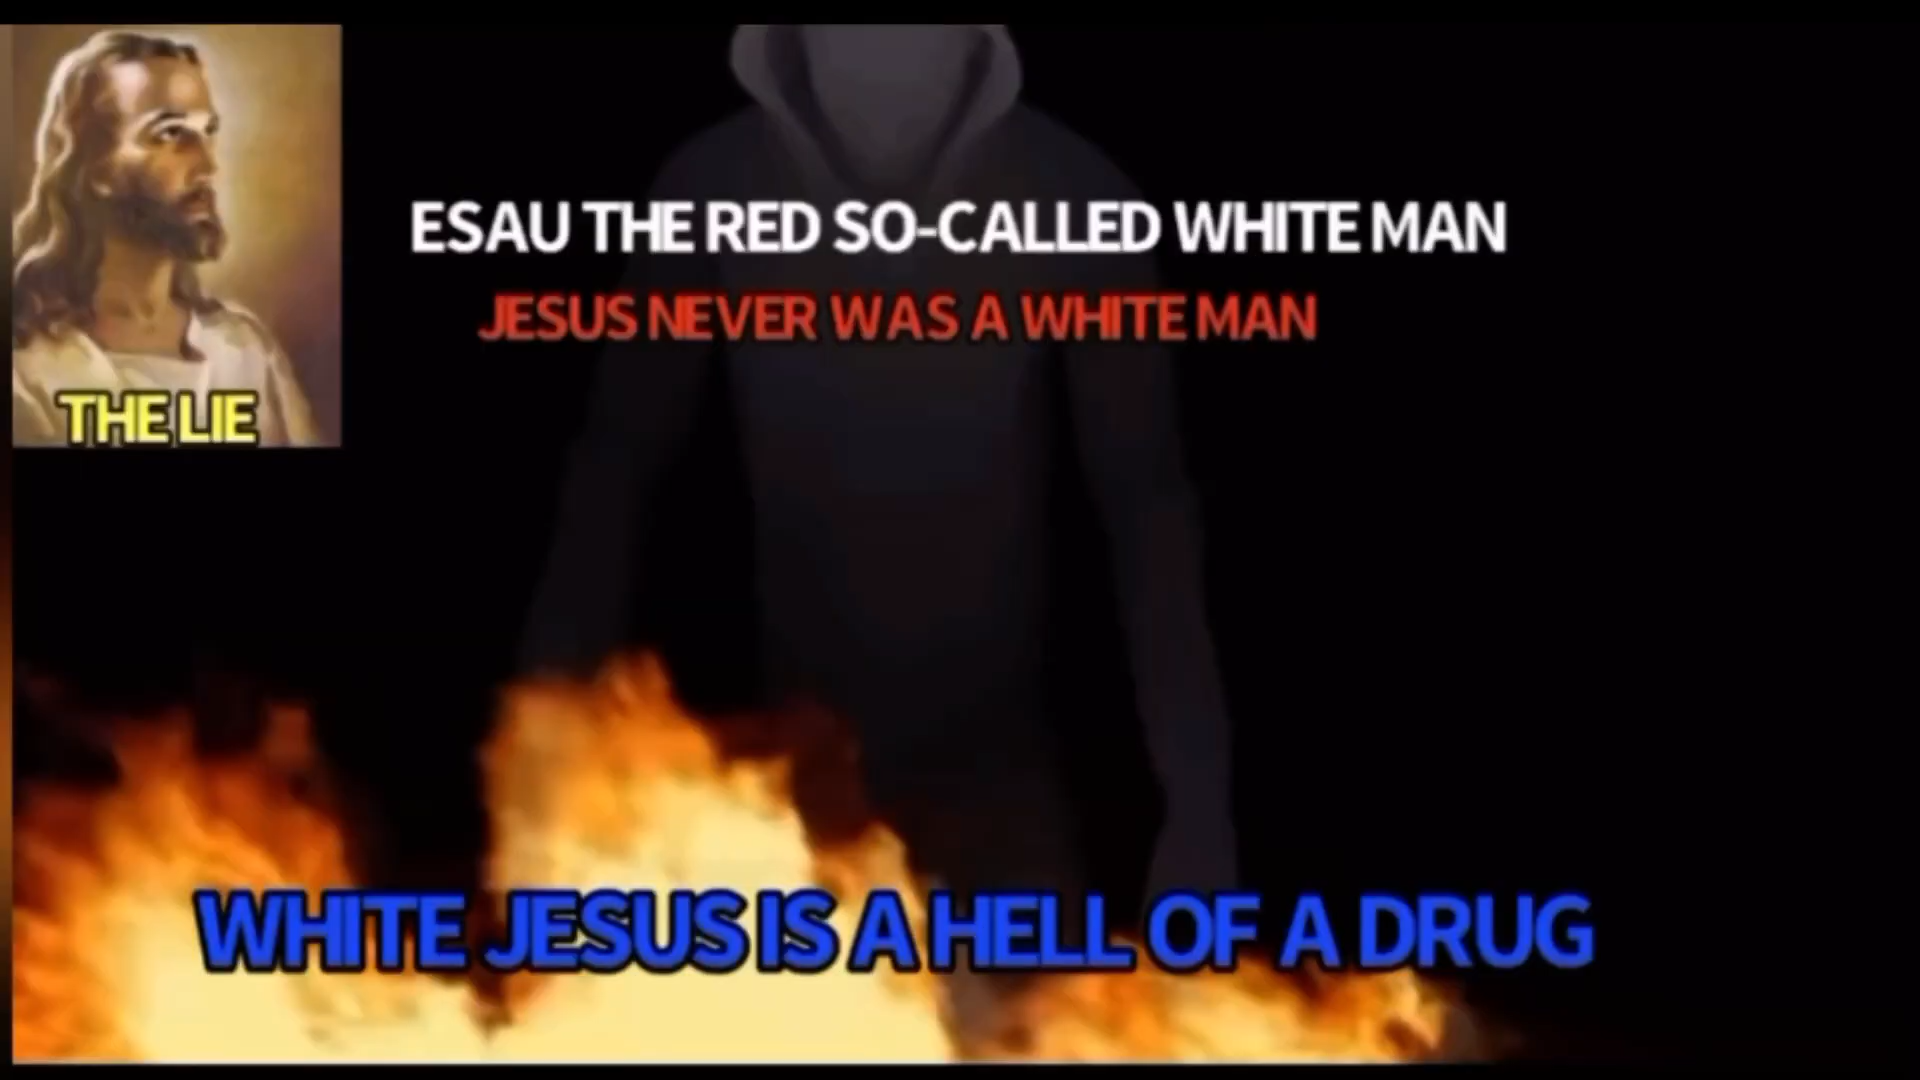 ESAU THE RED SO-CALLED WHITE MAN
JESUS NEVER WAS A WHITE MAN
THE LIE
WHITE JESUS IS A HELL OF A DRUG